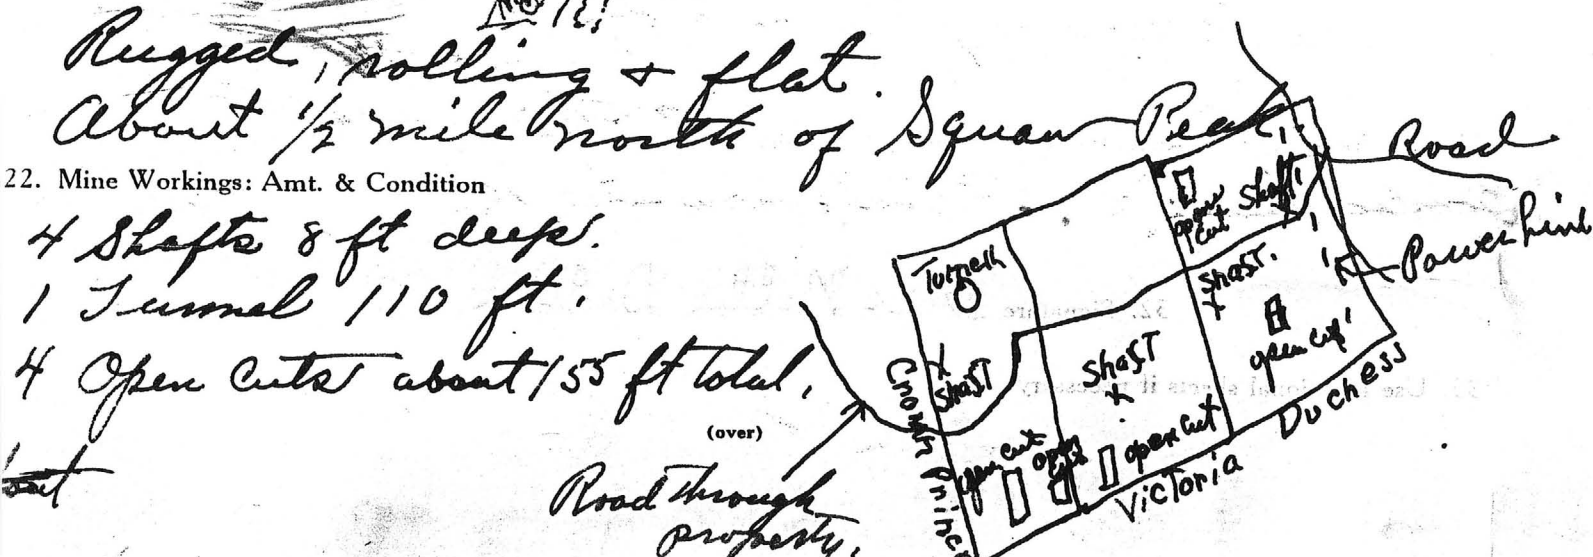 Rugged, rolling & flat.
About 1/2 mile north of Squaw Peak,
22. Mine Workings: Amt. & Condition
4 Shafts 8 ft deep.
1 Tunnel 110 ft.
4 Open Cuts about 155 ft total,
(over)
Road through
property,
Road
Power Line
open
cut
Shaft
Tunnell
Shaft.
open cut
Shaft
Shaft
open cut
open
cut
open cut
Crown Prince
Victoria
Duchess